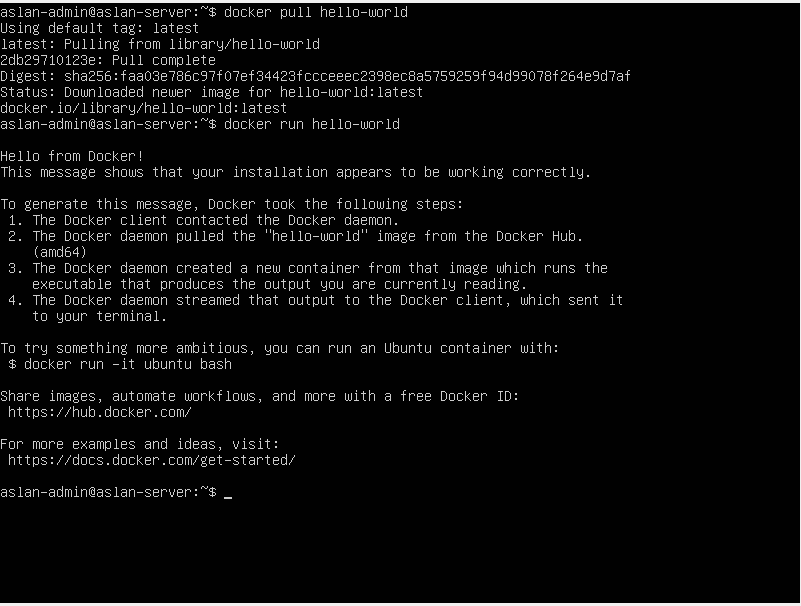 aslan-admin@aslan-server:~$ docker pull hello-world
Using default tag: latest
latest: Pulling from library/hello-world
2db29710123e: Pull complete
Digest: sha256:faa03e786c97f07ef34423fccceeec2398ec8a5759259f94d99078f264e9d7af
Status: Downloaded newer image for hello-world:latest
docker.io/library/hello-world:latest
aslan-admin@aslan-server:~$ docker run hello-world
Hello from Docker!
This message shows that your installation appears to be working correctly.
To generate this message, Docker took the following steps:
1. The Docker client contacted the Docker daemon.
2. The Docker daemon pulled the "hello-world" image from the Docker Hub.
(amd64)
3. The Docker daemon created a new container from that image which runs the
executable that produces the output you are currently reading.
4. The Docker daemon streamed that output to the Docker client, which sent it
to your terminal.
To try something more ambitious, you can run an Ubuntu container with:
$ docker run -it ubuntu bash
Share images, automate workflows, and more with a free Docker ID:
https://hub.docker.com/
For more examples and ideas, visit:
https://docs.docker.com/get-started/
aslan-admin@aslan-server:~$ _